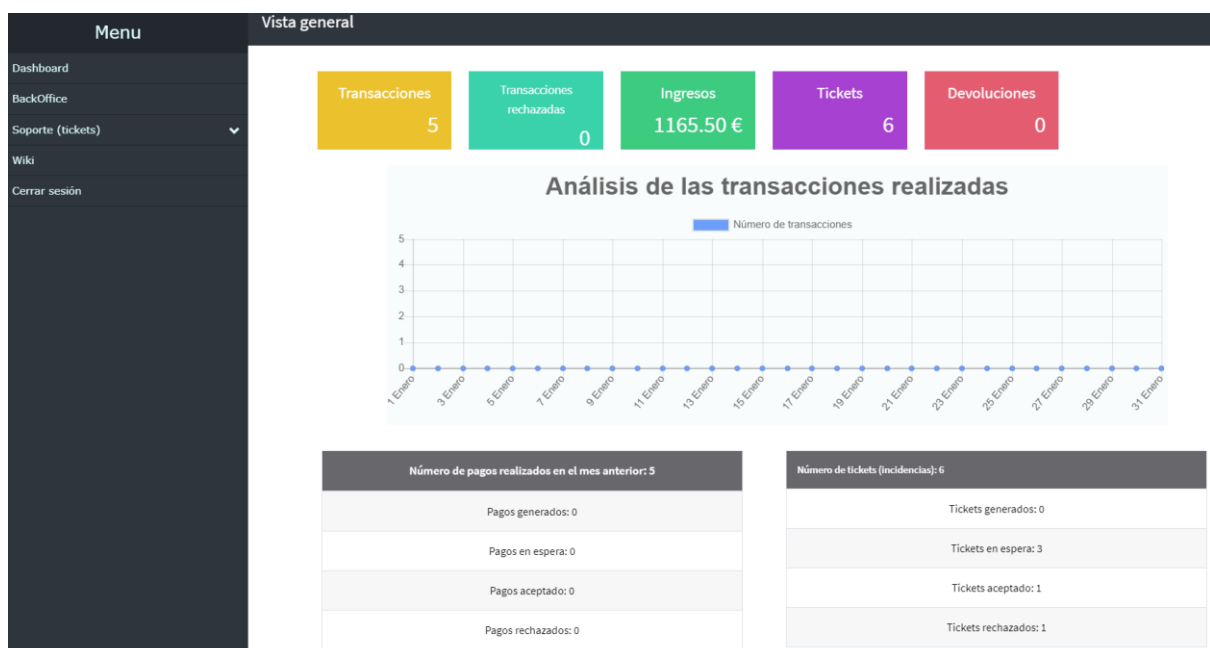 Menu
Dashboard
BackOffice
Soporte (tickets)
Wiki
Cerrar sesión
Vista general
Transacciones
5
Transacciones
rechazadas
0
Ingresos
1165.50 €
Tickets
6
Devoluciones
0
Análisis de las transacciones realizadas
Número de transacciones
5
4
3
2
1
0
1 Enero
3 Enero
5 Enero
7 Enero
9 Enero
11 Enero
13 Enero
15 Enero
17 Enero
19 Enero
21 Enero
23 Enero
25 Enero
27 Enero
29 Enero
31 Enero
Número de pagos realizados en el mes anterior: 5
Pagos generados: 0
Pagos en espera: 0
Pagos aceptado: 0
Pagos rechazados: 0
Número de tickets (incidencias): 6
Tickets generados: 0
Tickets en espera: 3
Tickets aceptado: 1
Tickets rechazados: 1